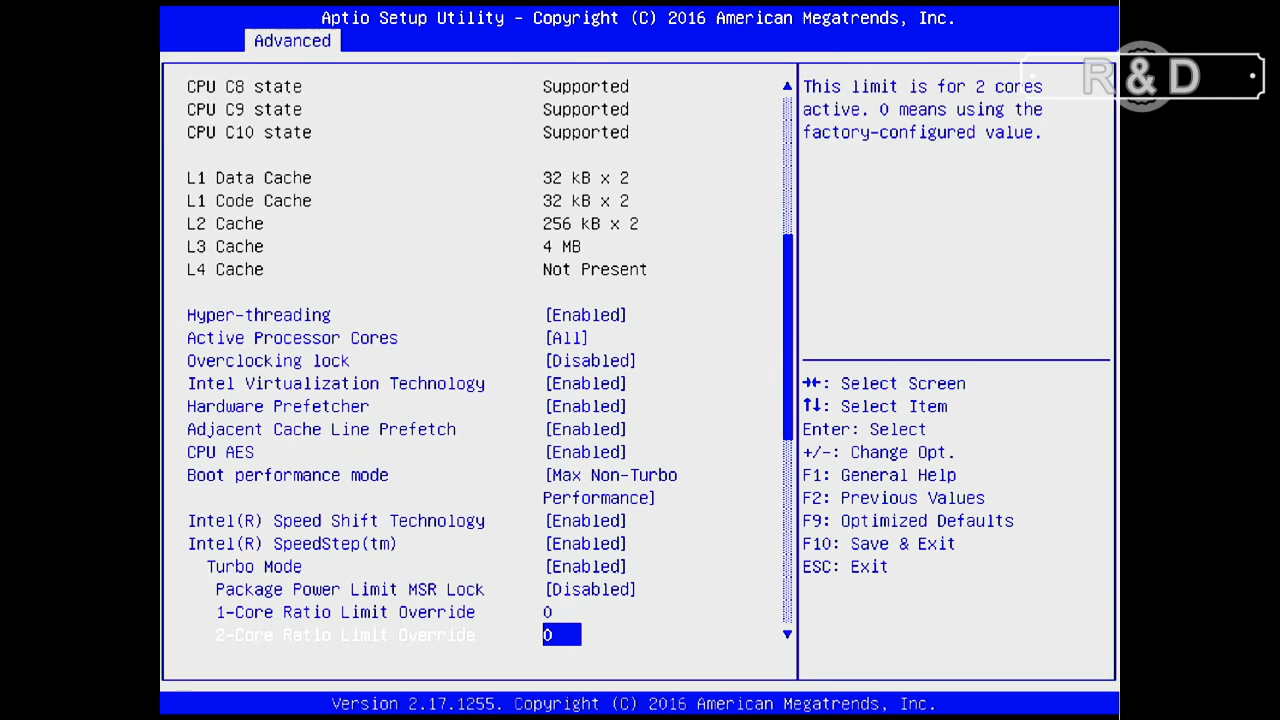 Aptio Setup Utility - Copyright (C) 2016 American Megatrends, Inc.
Advanced
R & D
CPU C8 state Supported
CPU C9 state Supported
CPU C10 state Supported
L1 Data Cache 32 kB x 2
L1 Code Cache 32 kB x 2
L2 Cache 256 kB x 2
L3 Cache 4 MB
L4 Cache Not Present
Hyper-threading [Enabled]
Active Processor Cores [All]
Overclocking lock [Disabled]
Intel Virtualization Technology [Enabled]
Hardware Prefetcher [Enabled]
Adjacent Cache Line Prefetch [Enabled]
CPU AES [Enabled]
Boot performance mode [Max Non-Turbo
Performance]
Intel(R) Speed Shift Technology [Enabled]
Intel(R) SpeedStep(tm) [Enabled]
Turbo Mode [Enabled]
Package Power Limit MSR Lock [Disabled]
1-Core Ratio Limit Override 0
2-Core Ratio Limit Override 0
This limit is for 2 cores
active. 0 means using the
factory-configured value.
→←: Select Screen
↑↓: Select Item
Enter: Select
+/-: Change Opt.
F1: General Help
F2: Previous Values
F9: Optimized Defaults
F10: Save & Exit
ESC: Exit
Version 2.17.1255. Copyright (C) 2016 American Megatrends, Inc.